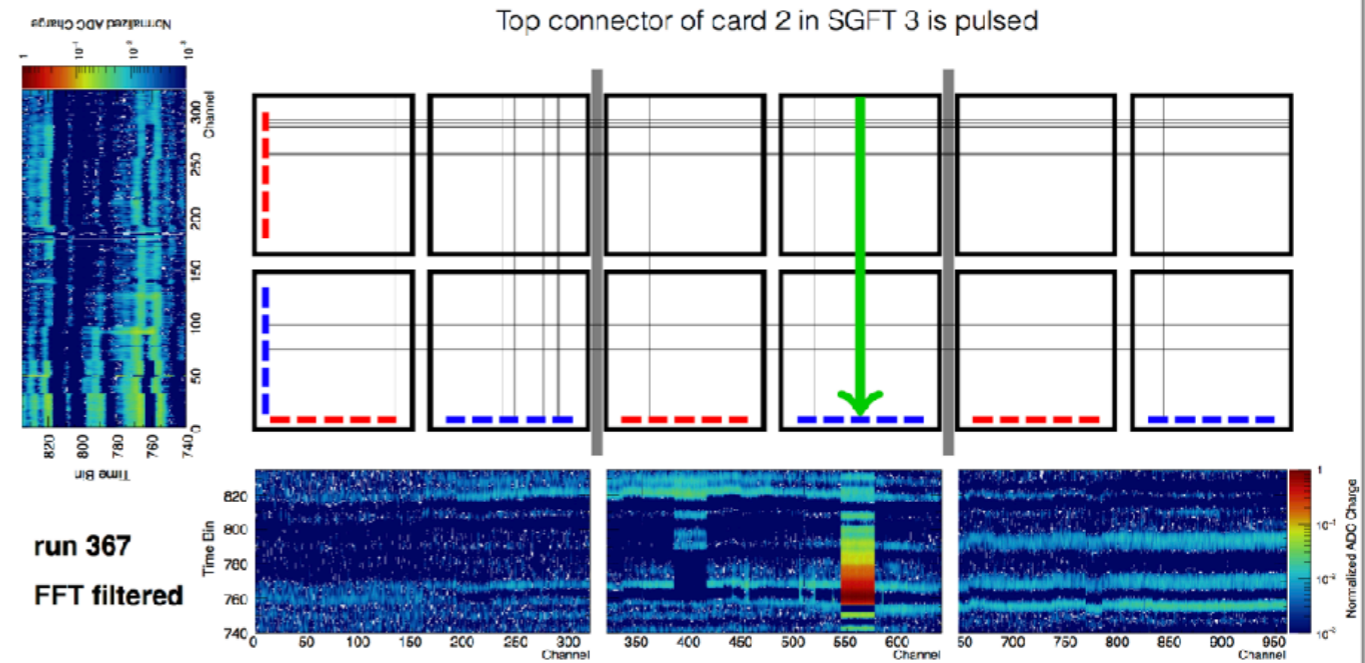 Top connector of card 2 in SGFT 3 is pulsed
Normalized ADC Charge
1
10⁻¹
10⁻²
10⁻³
300
Channel
250
200
150
100
50
0
820 800 780 760 740
Time Bin
run 367
FFT filtered
Time Bin
820
800
780
760
740
0 50 100 150 200 250 300
Channel
350 400 450 500 550 600
Channel
50 700 750 800 850 900 950
Channel
1
10⁻¹
10⁻²
10⁻³
Normalized ADC Charge